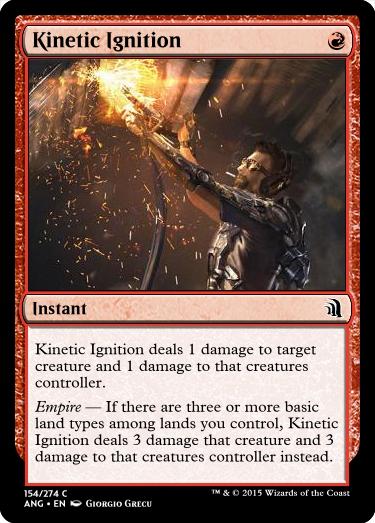 Kinetic Ignition
Instant
Kinetic Ignition deals 1 damage to target
creature and 1 damage to that creatures
controller.
Empire — If there are three or more basic
land types among lands you control, Kinetic
Ignition deals 3 damage that creature and 3
damage to that creatures controller instead.
154/274 C
ANG • EN Giorgio Grecu
™ & © 2015 Wizards of the Coast